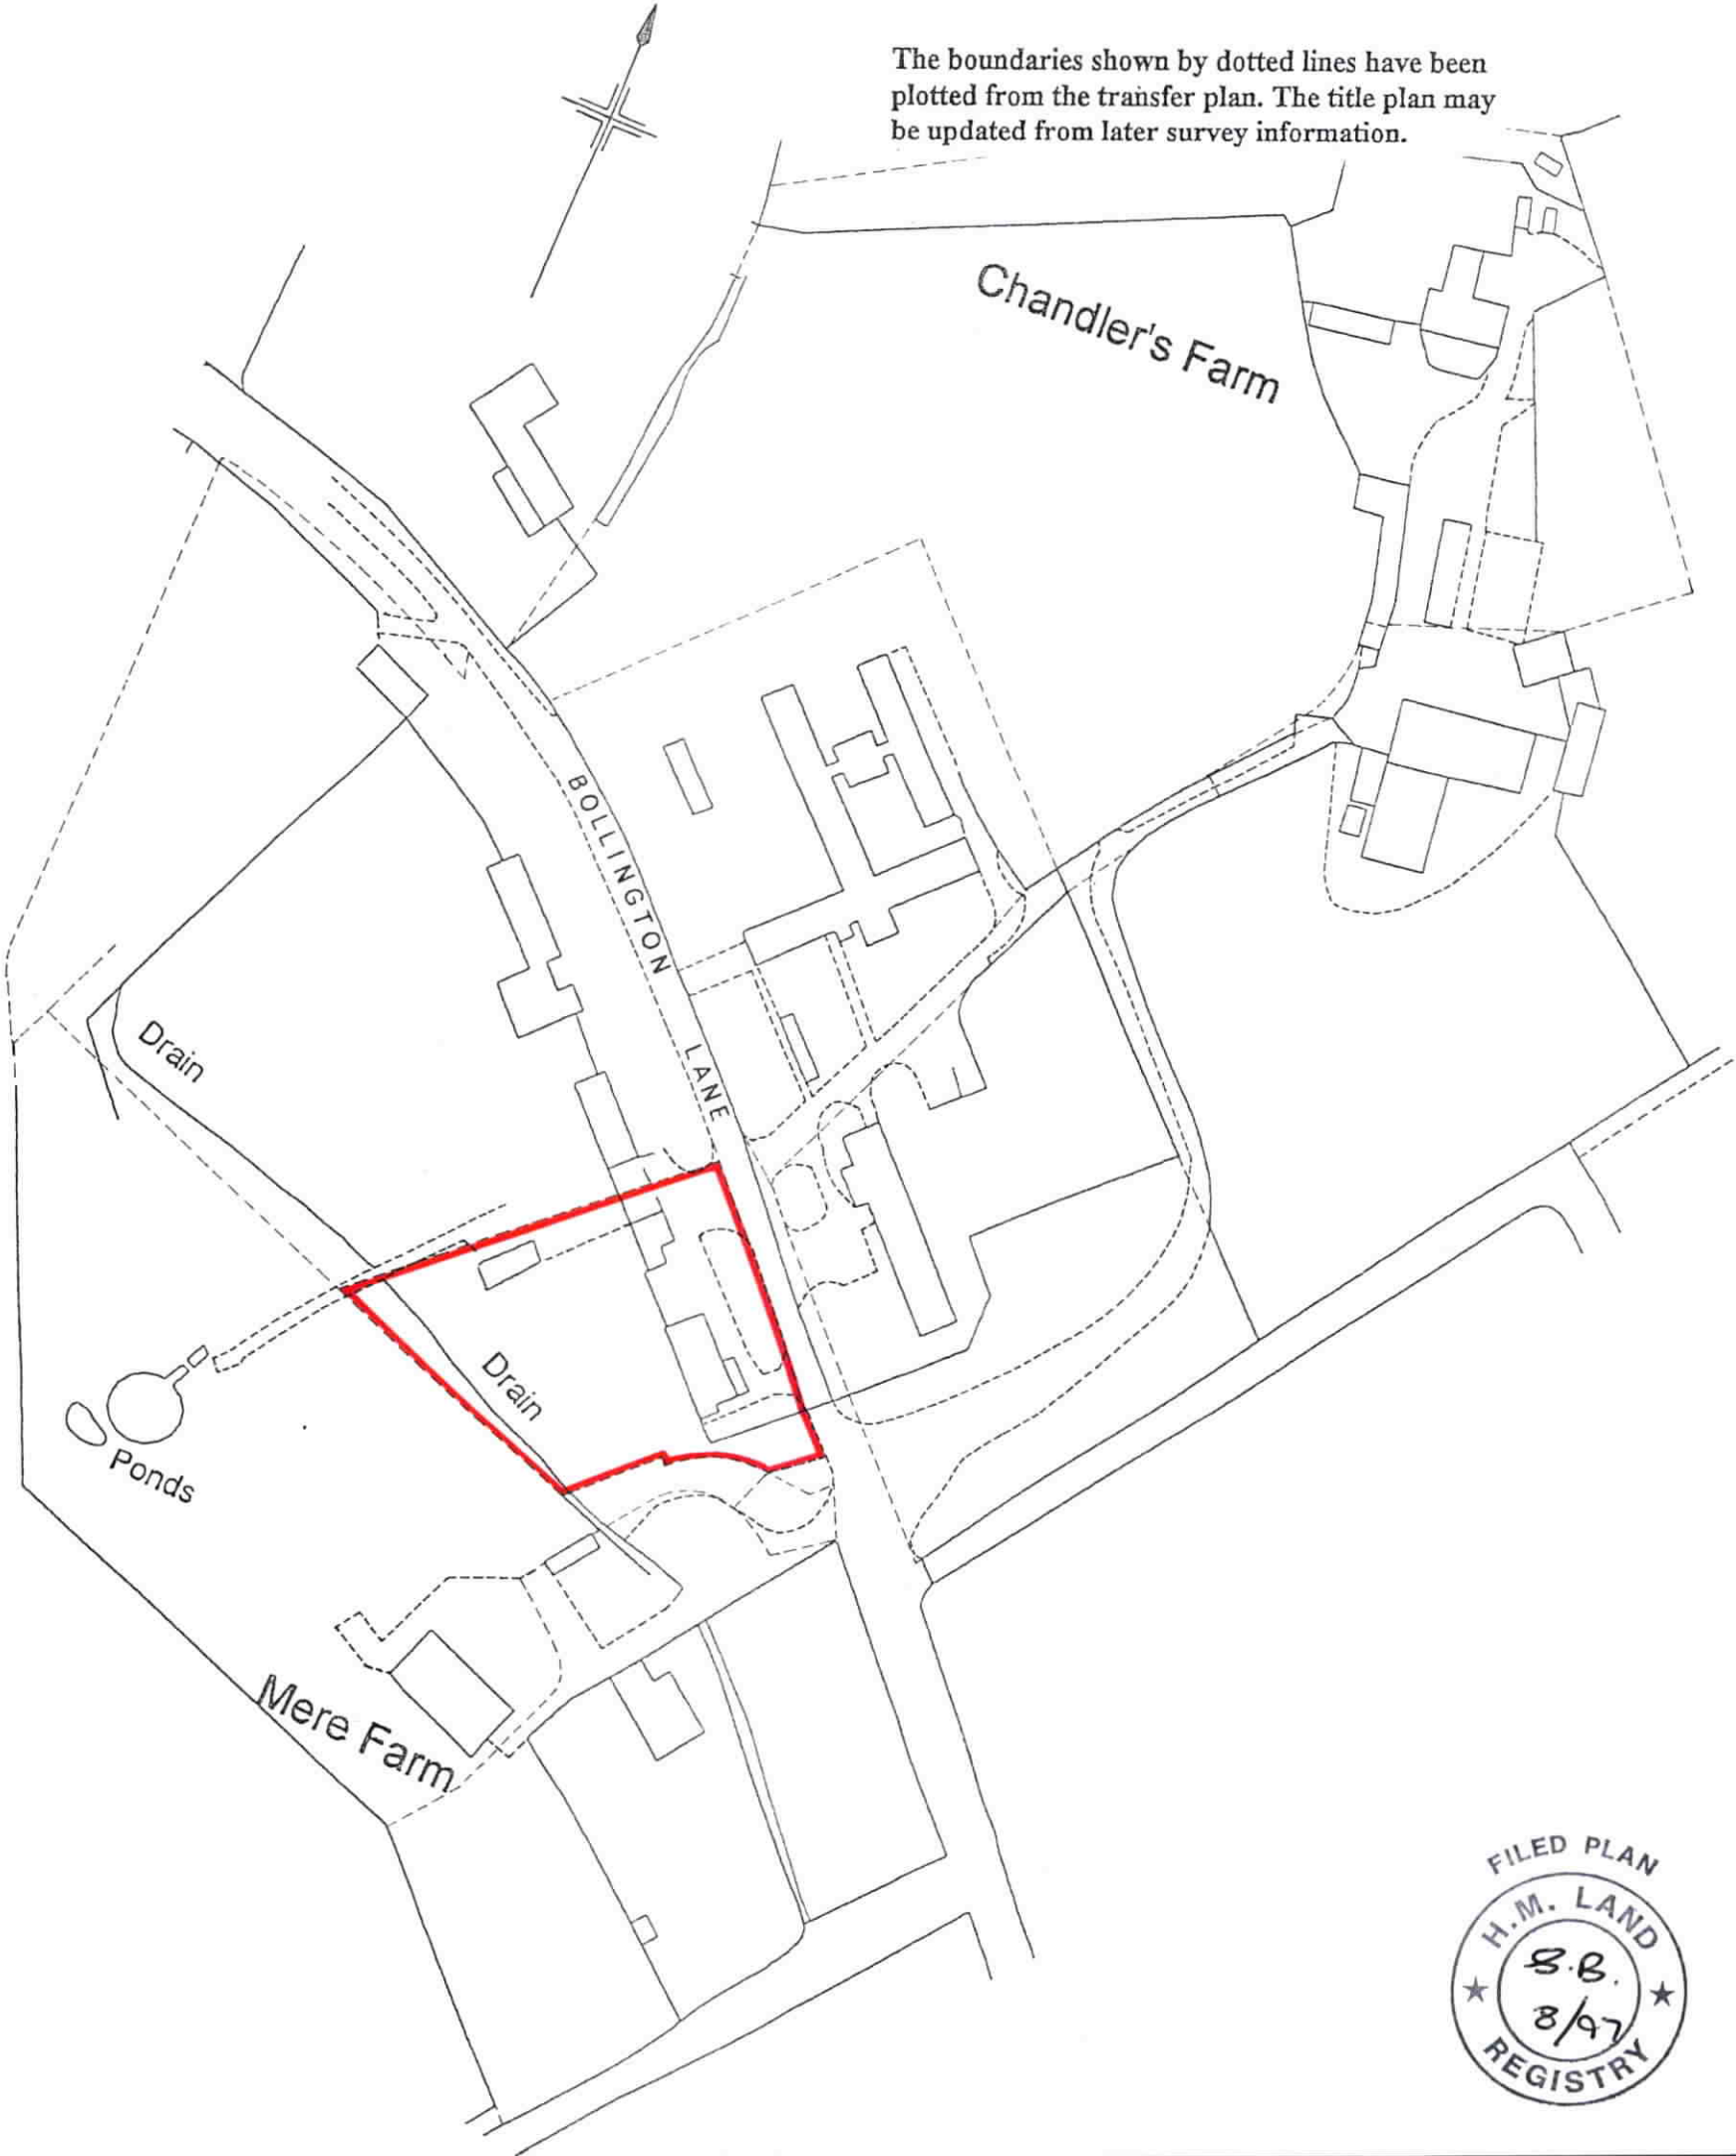 The boundaries shown by dotted lines have been
plotted from the transfer plan. The title plan may
be updated from later survey information.
Chandler's Farm
BOLLINGTON LANE
Drain
Drain
Ponds
Mere Farm
FILED PLAN
H.M. LAND
S.B.
8/97
REGISTRY